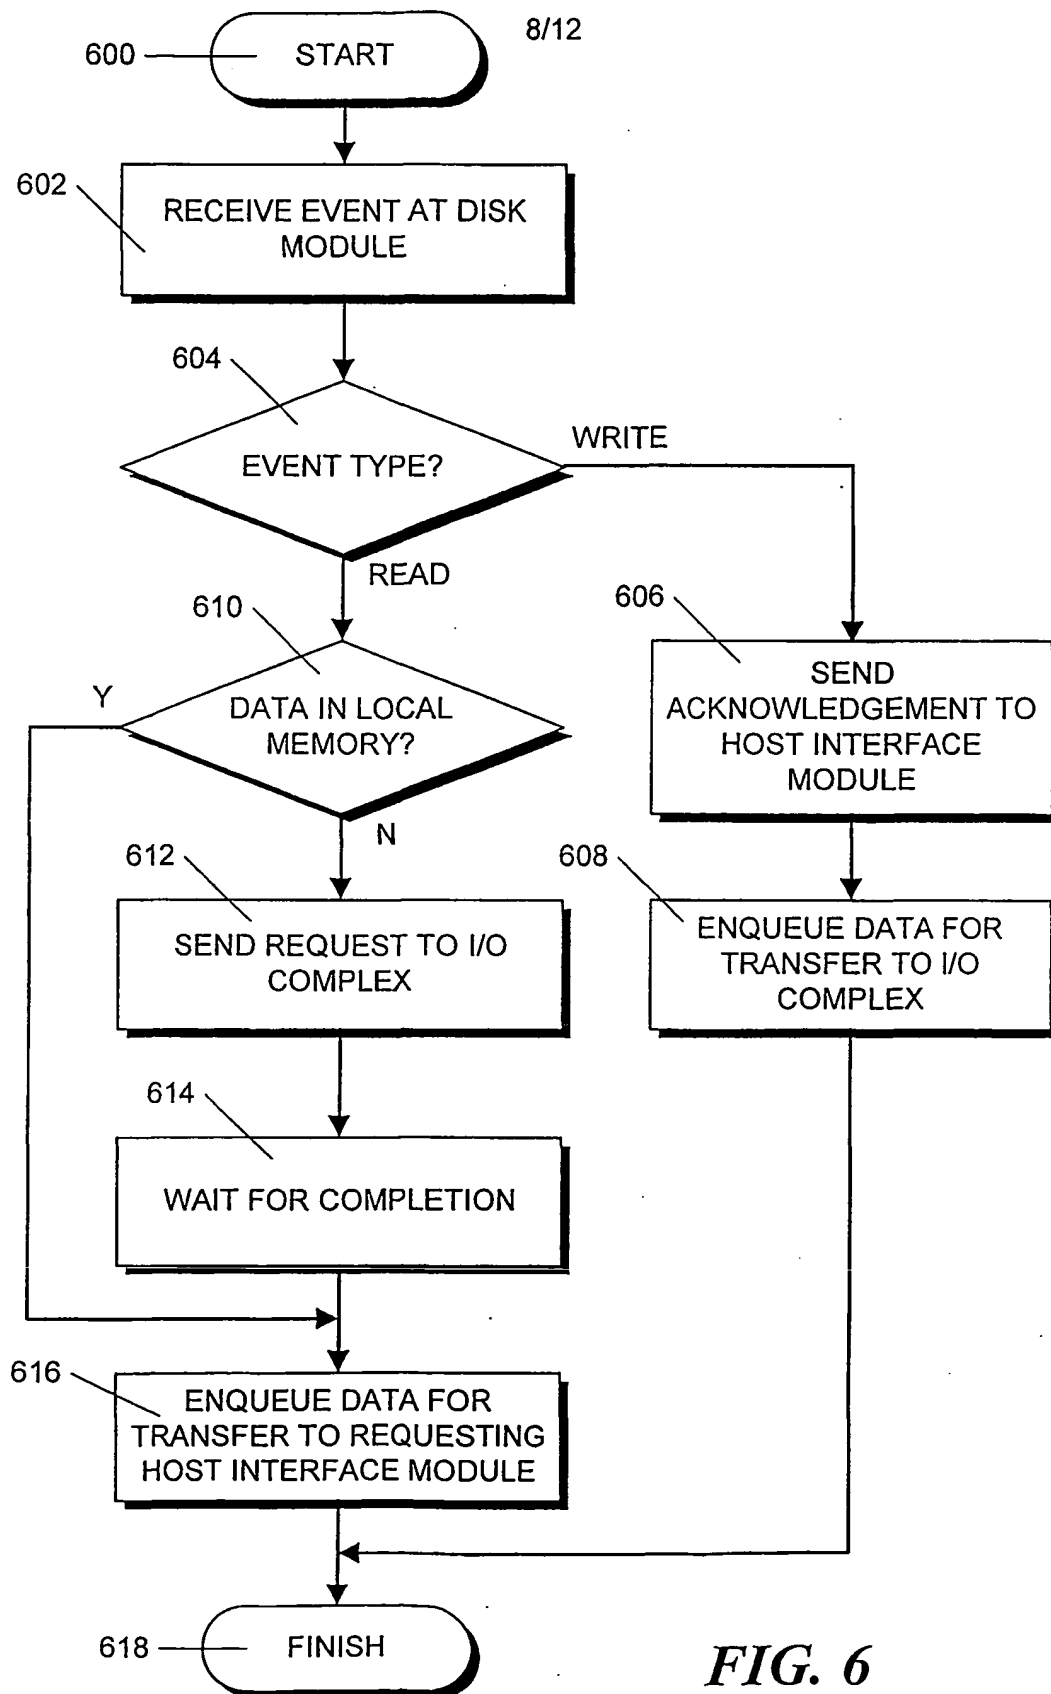 8/12
600
START
602
RECEIVE EVENT AT DISK
MODULE
604
EVENT TYPE?
WRITE
READ
610
606
Y
DATA IN LOCAL
MEMORY?
N
SEND
ACKNOWLEDGEMENT TO
HOST INTERFACE
MODULE
612
608
SEND REQUEST TO I/O
COMPLEX
ENQUEUE DATA FOR
TRANSFER TO I/O
COMPLEX
614
WAIT FOR COMPLETION
616
ENQUEUE DATA FOR
TRANSFER TO REQUESTING
HOST INTERFACE MODULE
618
FINISH
FIG. 6